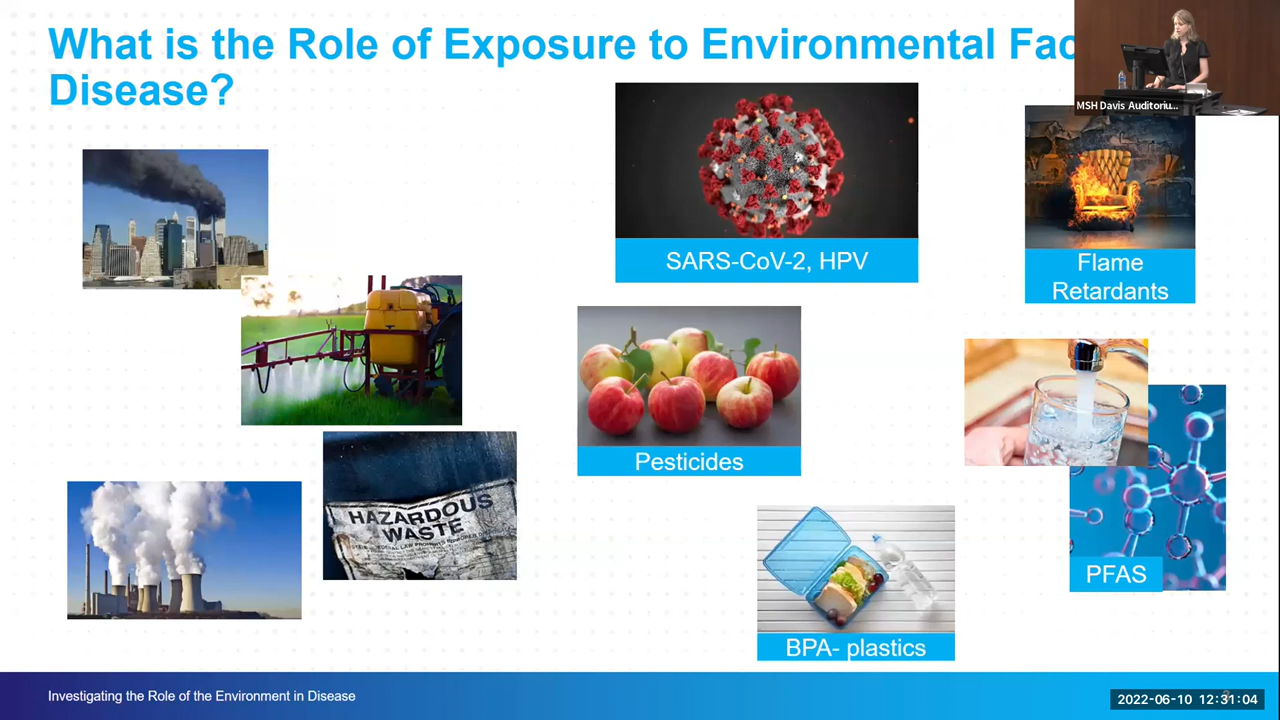 What is the Role of Exposure to Environmental Fac
Disease?
MSH Davis Auditoriu...
SARS-CoV-2, HPV
Flame
Retardants
Pesticides
HAZARDOUS
WASTE
PFAS
BPA- plastics
Investigating the Role of the Environment in Disease
2022-06-10 12:31:04